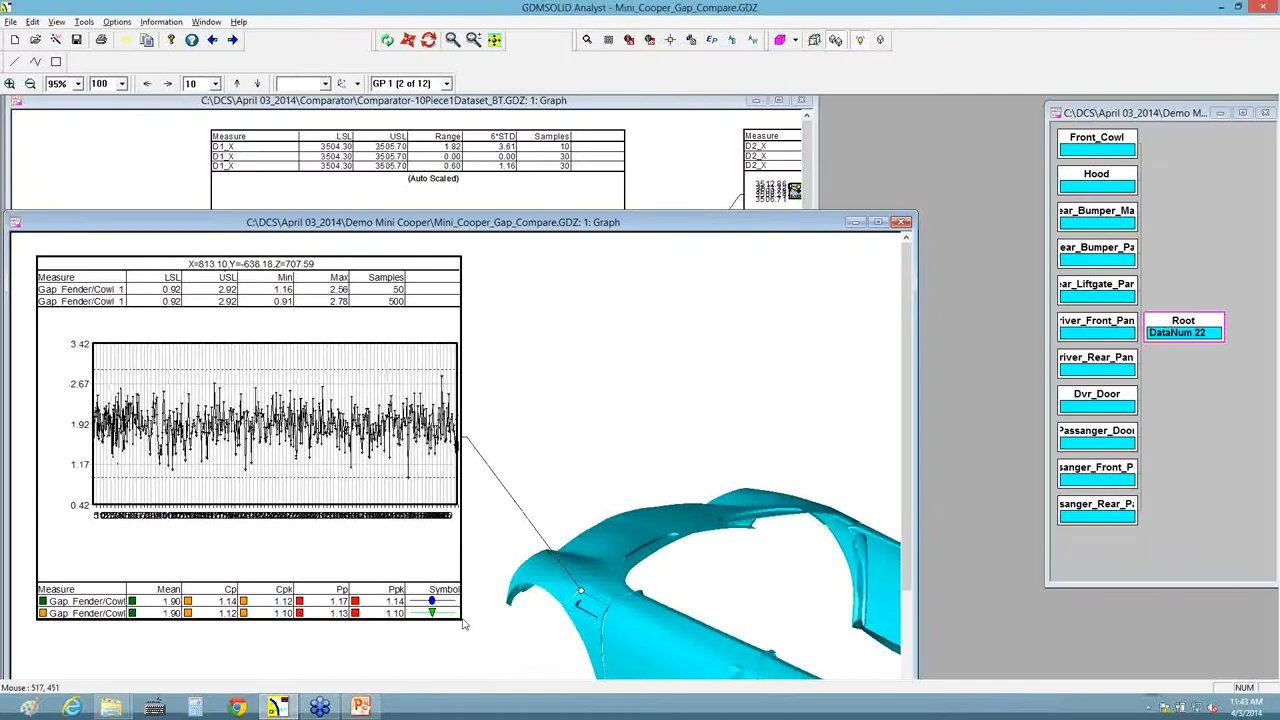 GDMSOLID Analyst - Mini_Cooper_Gap_Compare.GDZ
File Edit View Tools Options Information Window Help
95% 100 10 GP 1 (2 of 12)
C:\DCS\April 03_2014\Comparator\Comparator-10Piece1Dataset_BT.GDZ: 1: Graph
Measure LSL USL Range 6*STD Samples
D1_X 3504.30 3505.70 1.82 3.61 10
D1_X 3504.30 3505.70 0.00 0.00 30
D1_X 3504.30 3505.70 0.60 1.16 30
(Auto Scaled)
Measure
D2_X
D2_X
D2_X
3506.71
C:\DCS\April 03_2014\Demo Mini Cooper\Mini_Cooper_Gap_Compare.GDZ: 1: Graph
X=813.10,Y=-638.18,Z=707.59
Measure LSL USL Min Max Samples
Gap Fender/Cowl 1 0.92 2.92 1.16 2.56 50
Gap Fender/Cowl 1 0.92 2.92 0.91 2.78 500
3.42
2.67
1.92
1.17
0.42
Measure Mean Cp Cpk Pp Ppk Symbol
Gap Fender/Cowl 1.90 1.14 1.12 1.17 1.14
Gap Fender/Cowl 1.90 1.12 1.10 1.13 1.10
C:\DCS\April 03_2014\Demo M...
Front_Cowl
Hood
ear_Bumper_Ma
ear_Bumper_Pa
ear_Liftgate_Par
river_Front_Pan
Root
DataNum 22
river_Rear_Pan
Dvr_Door
Passanger_Door
sanger_Front_P
sanger_Rear_Pa
Mouse : 517, 451
NUM
11:43 AM
4/3/2014